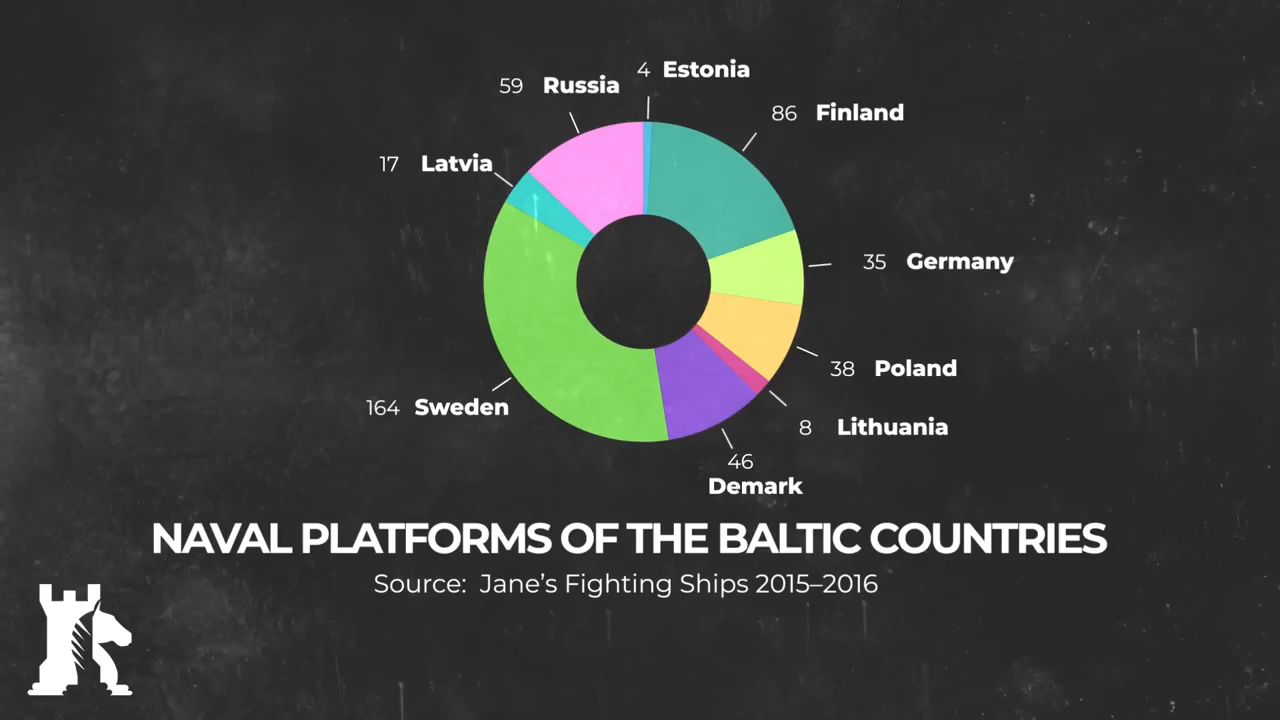 4 Estonia
59 Russia
86 Finland
17 Latvia
35 Germany
38 Poland
164 Sweden
8 Lithuania
46
Demark
NAVAL PLATFORMS OF THE BALTIC COUNTRIES
Source: Jane’s Fighting Ships 2015–2016